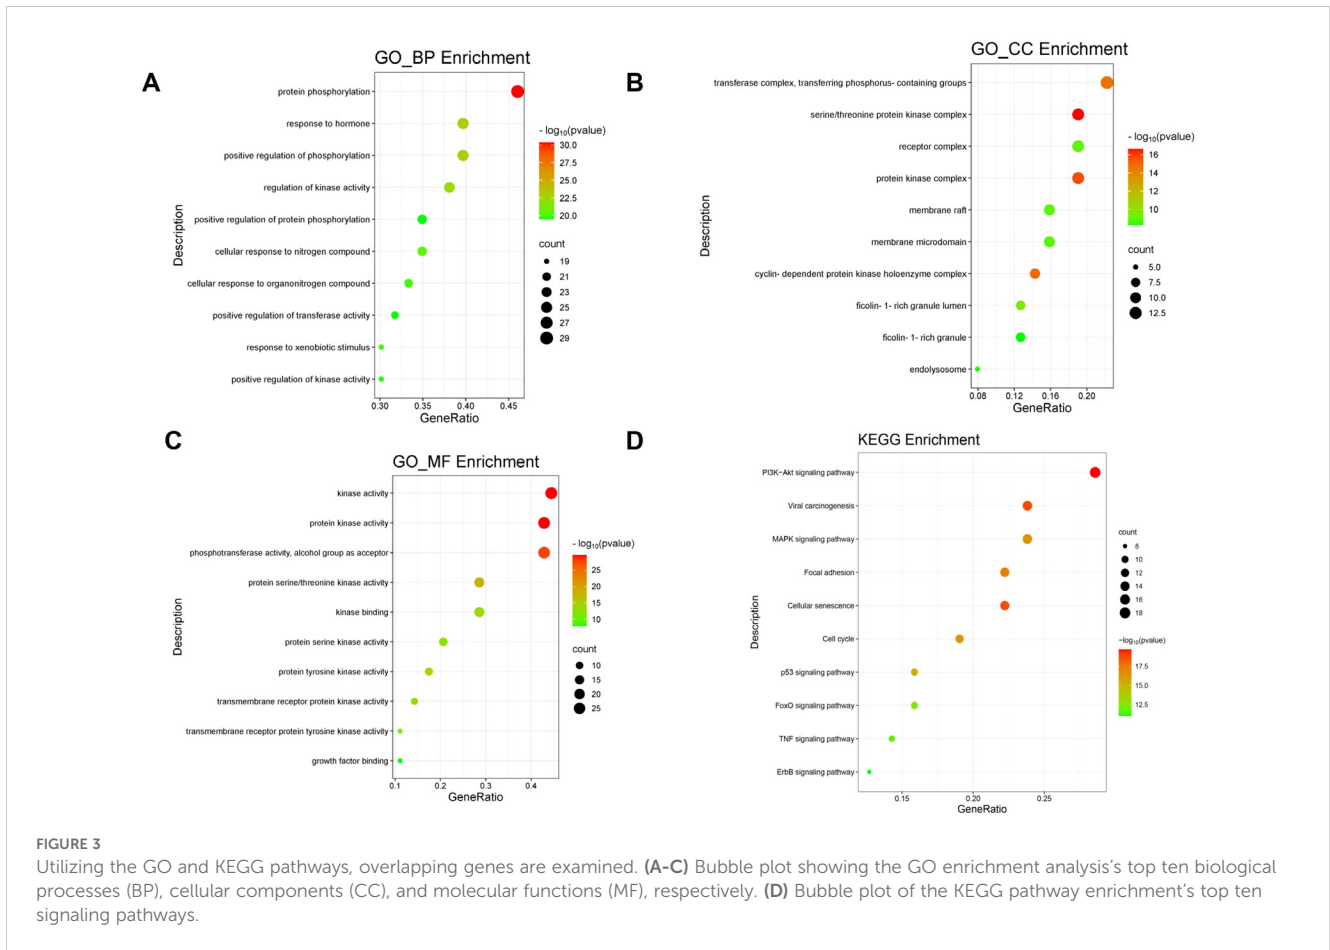 A
GO_BP Enrichment
protein phosphorylation
response to hormone
positive regulation of phosphorylation
regulation of kinase activity
positive regulation of protein phosphorylation
cellular response to nitrogen compound
cellular response to organonitrogen compound
positive regulation of transferase activity
response to xenobiotic stimulus
positive regulation of kinase activity
Description
0.30 0.35 0.40 0.45
GeneRatio
- log10(pvalue)
30.0
27.5
25.0
22.5
20.0
count
19
21
23
25
27
29
B
GO_CC Enrichment
transferase complex, transferring phosphorus- containing groups
serine/threonine protein kinase complex
receptor complex
protein kinase complex
membrane raft
membrane microdomain
cyclin- dependent protein kinase holoenzyme complex
ficolin- 1- rich granule lumen
ficolin- 1- rich granule
endolysosome
Description
0.08 0.12 0.16 0.20
GeneRatio
- log10(pvalue)
16
14
12
10
count
5.0
7.5
10.0
12.5
C
GO_MF Enrichment
kinase activity
protein kinase activity
phosphotransferase activity, alcohol group as acceptor
protein serine/threonine kinase activity
kinase binding
protein serine kinase activity
protein tyrosine kinase activity
transmembrane receptor protein kinase activity
transmembrane receptor protein tyrosine kinase activity
growth factor binding
Description
0.1 0.2 0.3 0.4
GeneRatio
- log10(pvalue)
25
20
15
10
count
10
15
20
25
D
KEGG Enrichment
PI3K−Akt signaling pathway
Viral carcinogenesis
MAPK signaling pathway
Focal adhesion
Cellular senescence
Cell cycle
p53 signaling pathway
FoxO signaling pathway
TNF signaling pathway
ErbB signaling pathway
Description
0.15 0.20 0.25
GeneRatio
count
8
10
12
14
16
18
−log10(pvalue)
17.5
15.0
12.5
FIGURE 3
Utilizing the GO and KEGG pathways, overlapping genes are examined. (A-C) Bubble plot showing the GO enrichment analysis's top ten biological
processes (BP), cellular components (CC), and molecular functions (MF), respectively. (D) Bubble plot of the KEGG pathway enrichment's top ten
signaling pathways.